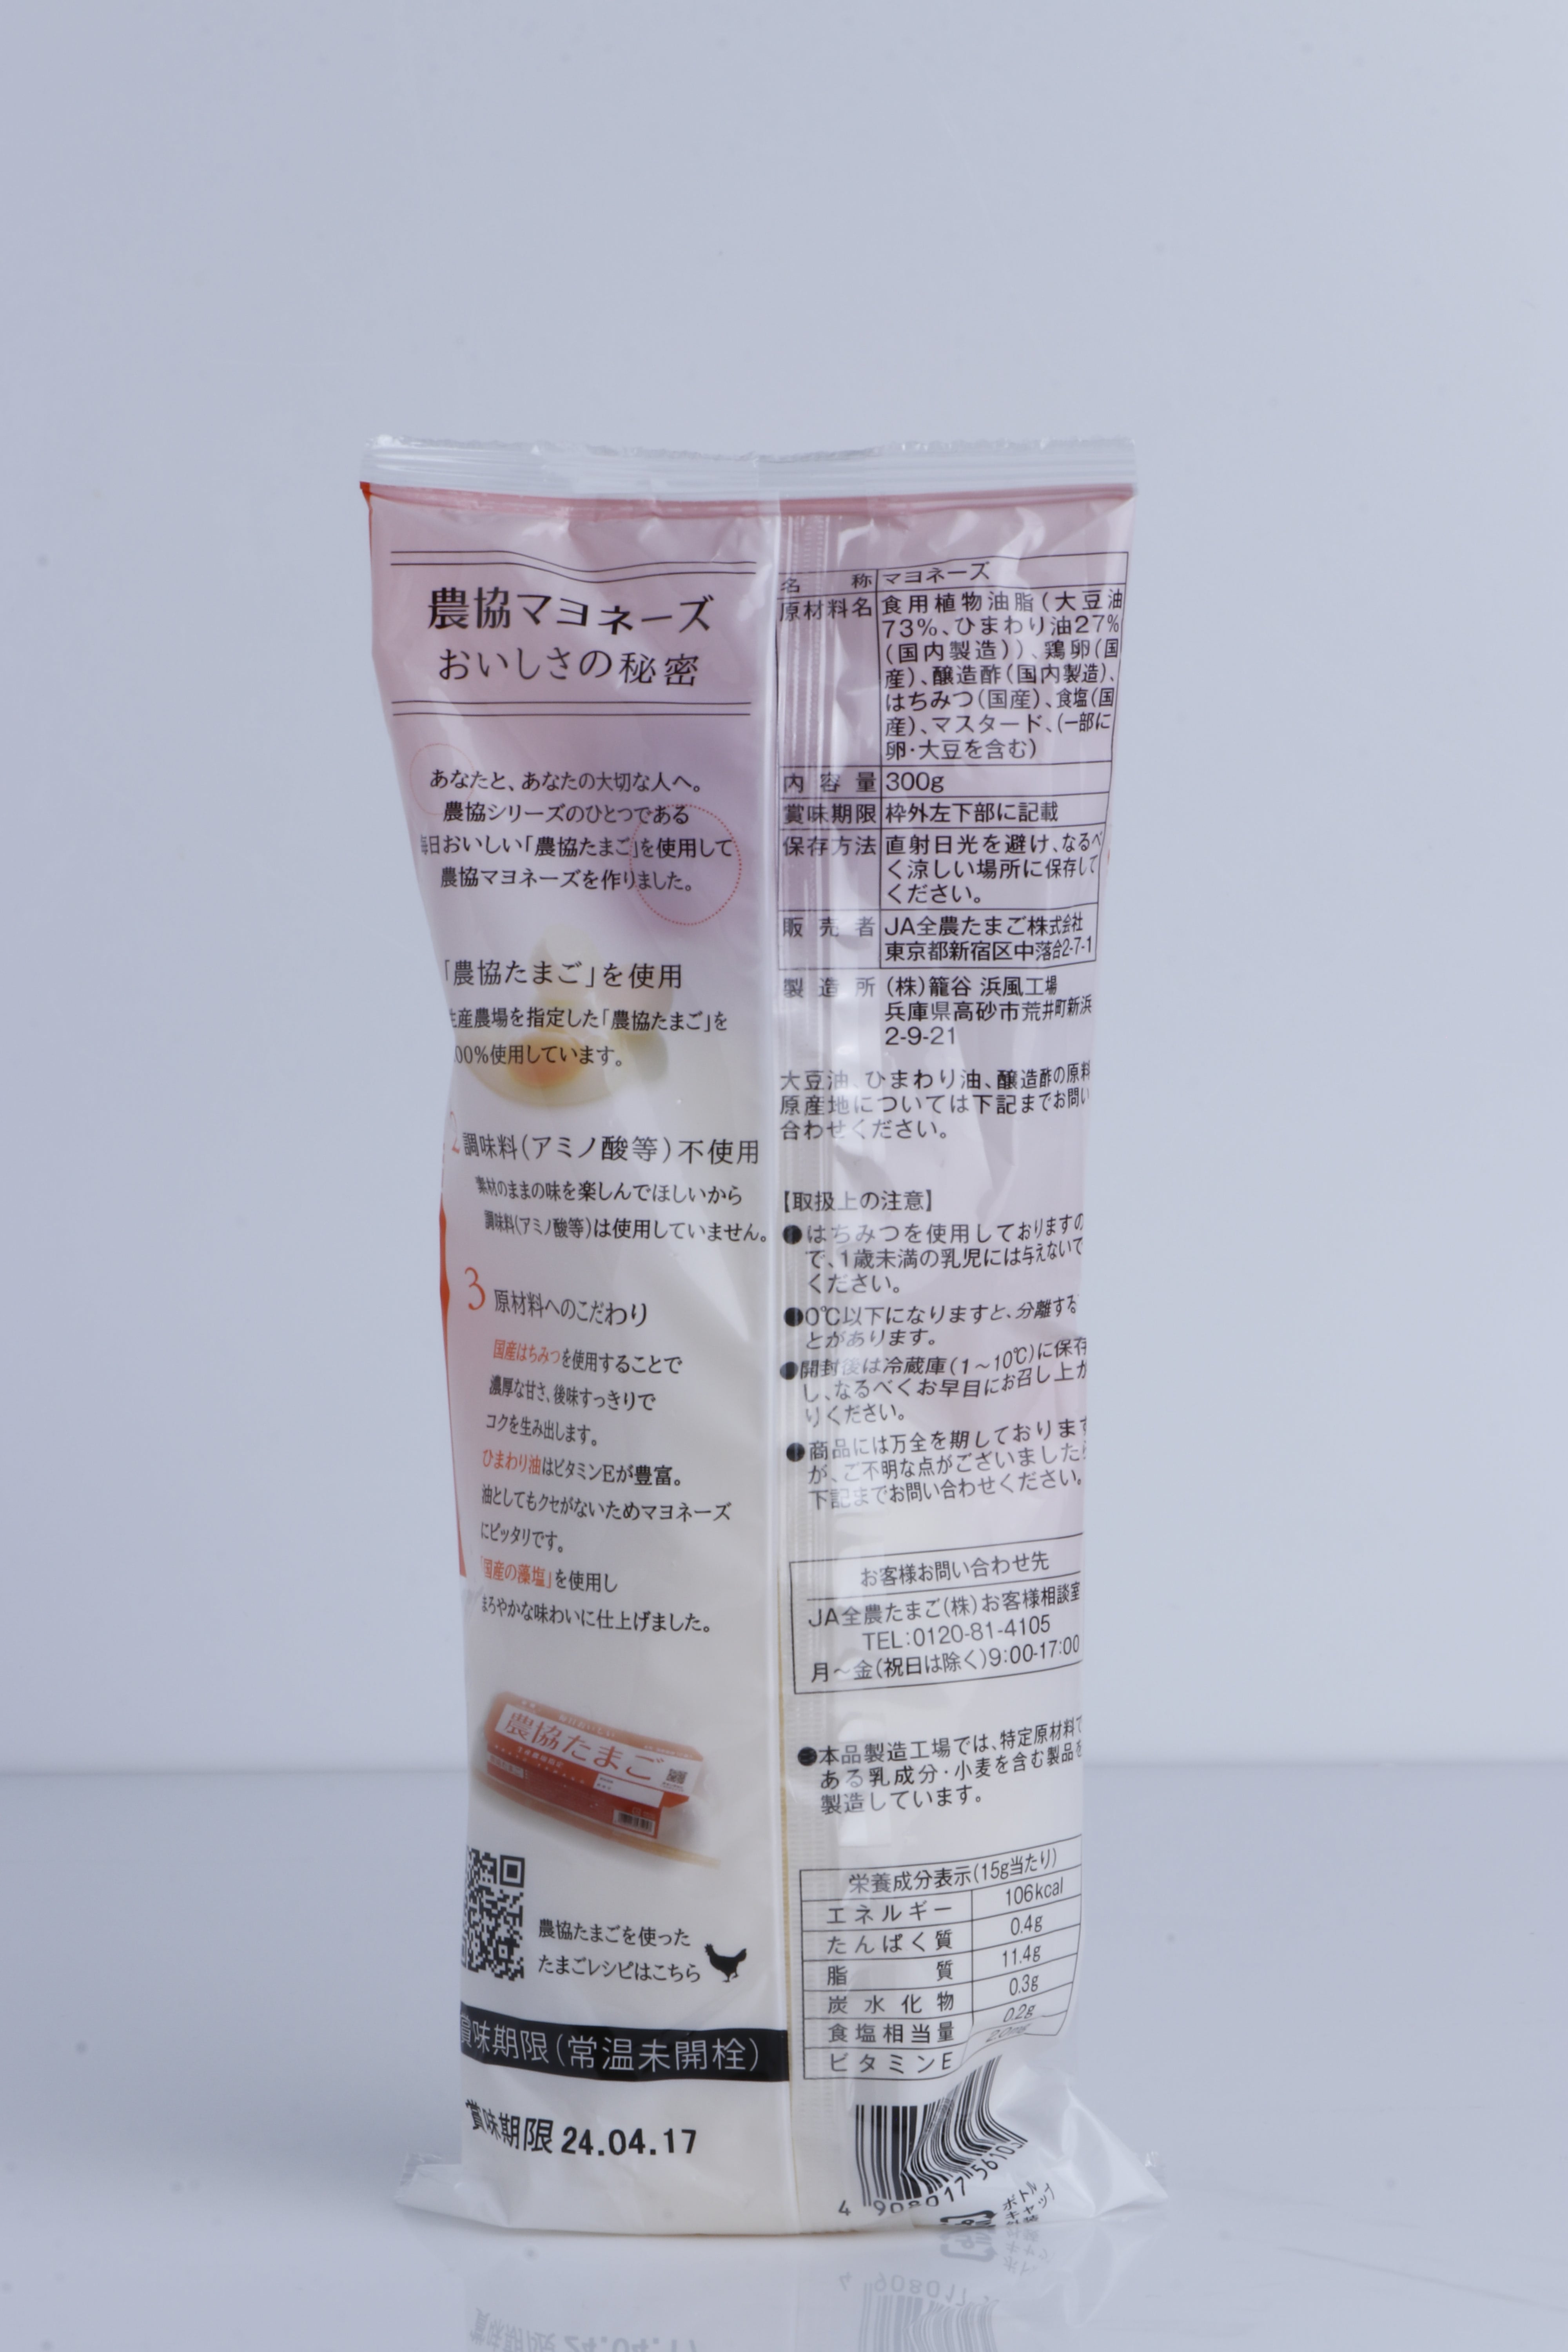 農協マヨネーズ
おいしさの秘密
あなたと、あなたの大切な人へ。
農協シリーズのひとつである
毎日おいしい「農協たまご」を使用して
農協マヨネーズを作りました。
「農協たまご」を使用
生産農場を指定した「農協たまご」を
00%使用しています。
2 調味料(アミノ酸等)不使用
素材のままの味を楽しんでほしいから
調味料(アミノ酸等)は使用していません。
3 原材料へのこだわり
国産はちみつを使用することで
濃厚な甘さ、後味すっきりで
コクを生み出します。
ひまわり油はビタミンEが豊富。
油としてもクセがないためマヨネーズ
にピッタリです。
「国産の藻塩」を使用し
まろやかな味わいに仕上げました。
農協たまご
農協たまごを使った
たまごレシピはこちら
賞味期限(常温未開栓)
賞味期限 24.04.17
名称 マヨネーズ
原材料名 食用植物油脂(大豆油
73%、ひまわり油27%
(国内製造))、鶏卵(国
産)、醸造酢(国内製造)、
はちみつ(国産)、食塩(国
産)、マスタード、(一部に
卵・大豆を含む)
内容量 300g
賞味期限 枠外左下部に記載
保存方法 直射日光を避け、なるべ
く涼しい場所に保存して
ください。
販売者 JA全農たまご株式会社
東京都新宿区中落合2-7-1
製造所 (株)籠谷 浜風工場
兵庫県高砂市荒井町新浜
2-9-21
大豆油、ひまわり油、醸造酢の原料
原産地については下記までお問い
合わせください。
【取扱上の注意】
●はちみつを使用しておりますの
で、1歳未満の乳児には与えないで
ください。
●0℃以下になりますと、分離する
とがあります。
●開封後は冷蔵庫(1~10℃)に保存
し、なるべくお早目にお召し上が
りください。
●商品には万全を期しております
が、ご不明な点がございましたら
下記までお問い合わせください。
お客様お問い合わせ先
JA全農たまご(株)お客様相談室
TEL:0120-81-4105
月~金(祝日は除く)9:00-17:00
●本品製造工場では、特定原材料で
ある乳成分・小麦を含む製品を
製造しています。
栄養成分表示(15g当たり)
エネルギー 106kcal
たんぱく質 0.4g
脂質 11.4g
炭水化物 0.3g
食塩相当量 0.2g
ビタミンE 2.0mg
4 908017 56103
ボトル
キャップ